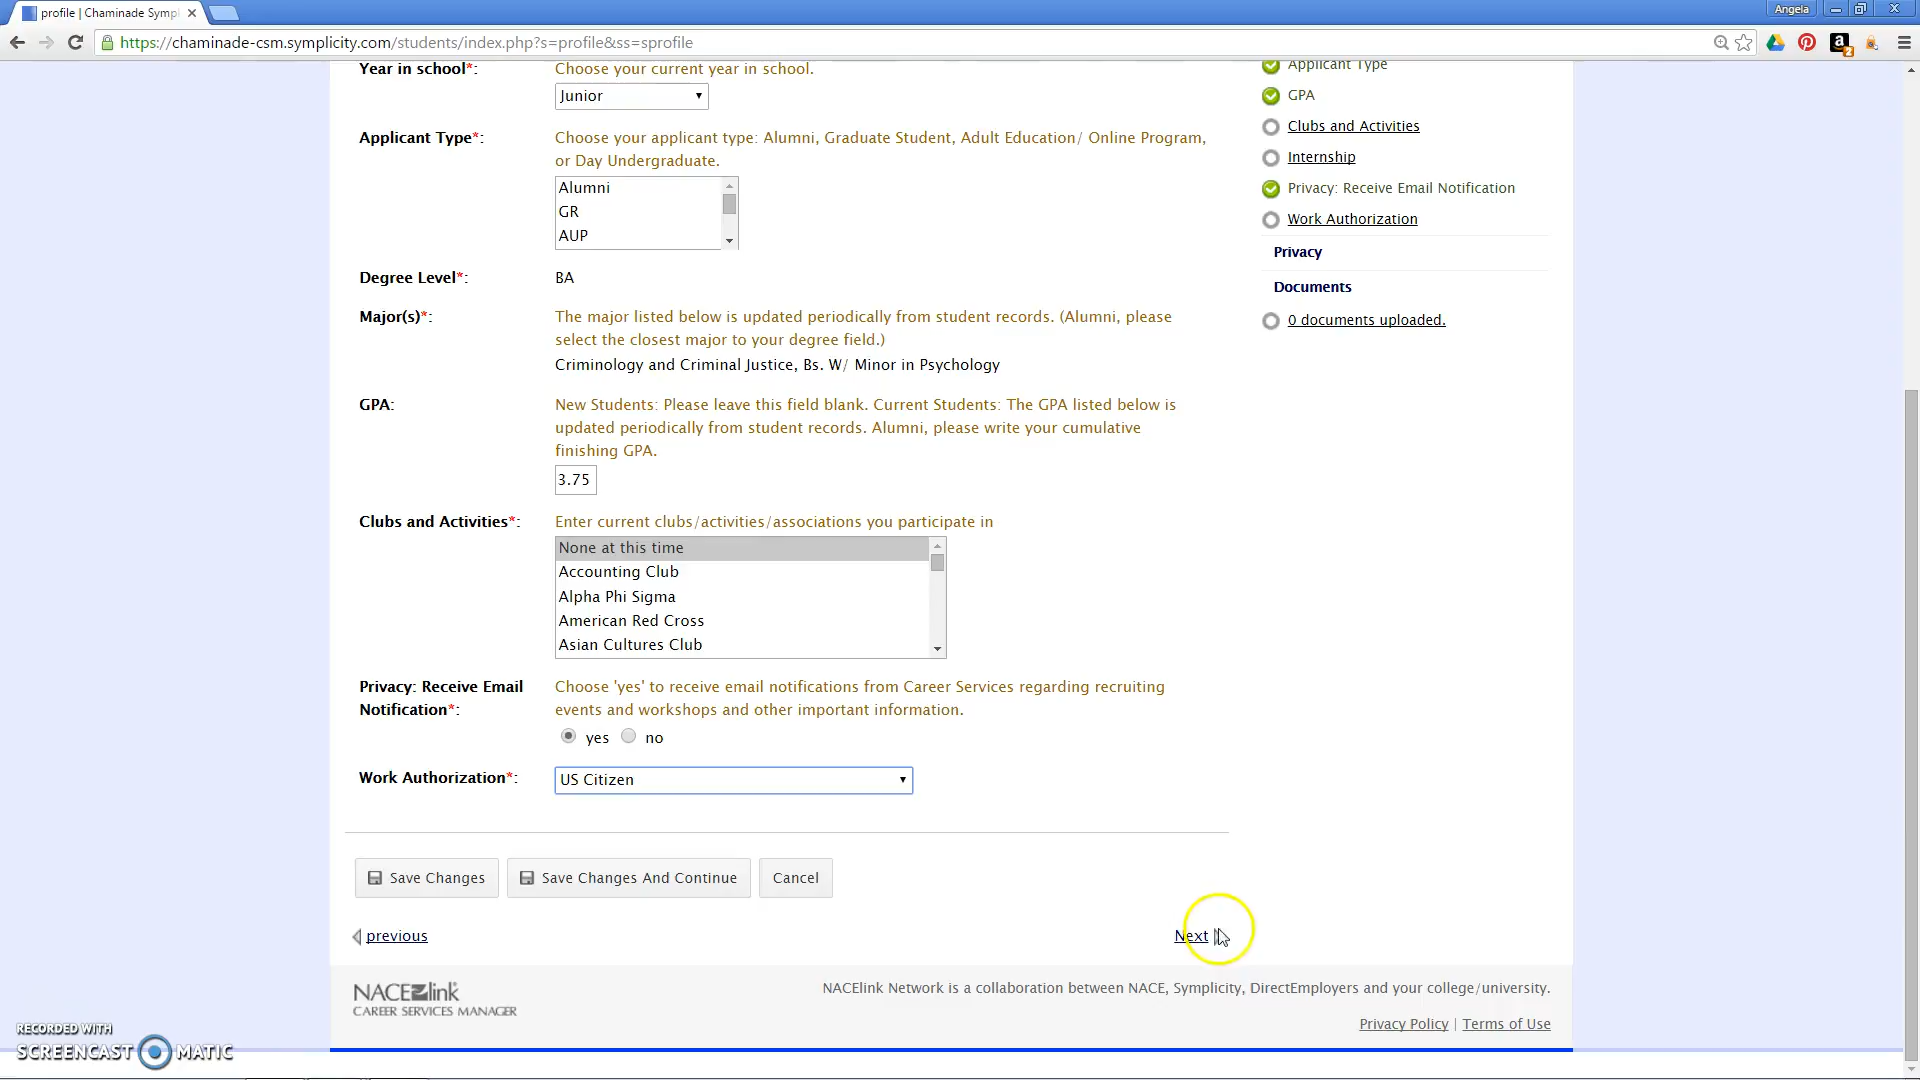 profile | Chaminade Sympl
Angela
https://chaminade-csm.symplicity.com/students/index.php?s=profile&ss=sprofile
2
Year in school*:
Choose your current year in school.
Junior
Applicant Type*:
Choose your applicant type: Alumni, Graduate Student, Adult Education/ Online Program,
or Day Undergraduate.
Alumni
GR
AUP
Degree Level*:
BA
Major(s)*:
The major listed below is updated periodically from student records. (Alumni, please
select the closest major to your degree field.)
Criminology and Criminal Justice, Bs. W/ Minor in Psychology
GPA:
New Students: Please leave this field blank. Current Students: The GPA listed below is
updated periodically from student records. Alumni, please write your cumulative
finishing GPA.
3.75
Clubs and Activities*:
Enter current clubs/activities/associations you participate in
None at this time
Accounting Club
Alpha Phi Sigma
American Red Cross
Asian Cultures Club
Privacy: Receive Email
Notification*:
Choose 'yes' to receive email notifications from Career Services regarding recruiting
events and workshops and other important information.
yes no
Work Authorization*:
US Citizen
Save Changes
Save Changes And Continue
Cancel
previous
Next
Applicant Type
GPA
Clubs and Activities
Internship
Privacy: Receive Email Notification
Work Authorization
Privacy
Documents
0 documents uploaded.
NACElink
CAREER SERVICES MANAGER
NACElink Network is a collaboration between NACE, Symplicity, DirectEmployers and your college/university.
Privacy Policy | Terms of Use
RECORDED WITH
SCREENCAST MATIC